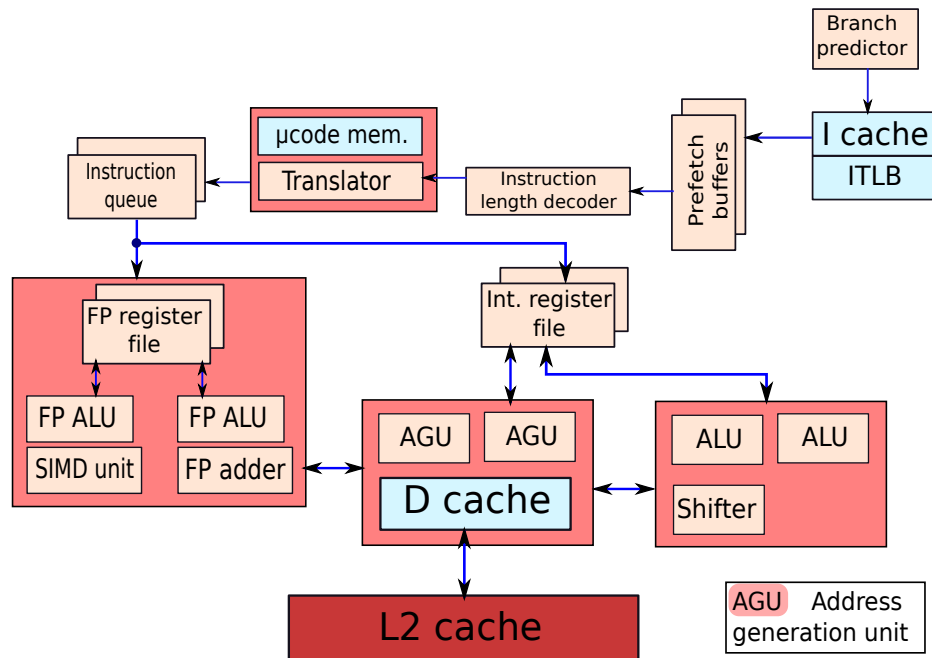 Branch
predictor
I cache
ITLB
Prefetch
buffers
Instruction
length decoder
µcode mem.
Translator
Instruction
queue
FP register
file
Int. register
file
FP ALU
FP ALU
SIMD unit
FP adder
AGU
AGU
D cache
ALU
ALU
Shifter
L2 cache
AGU Address
generation unit